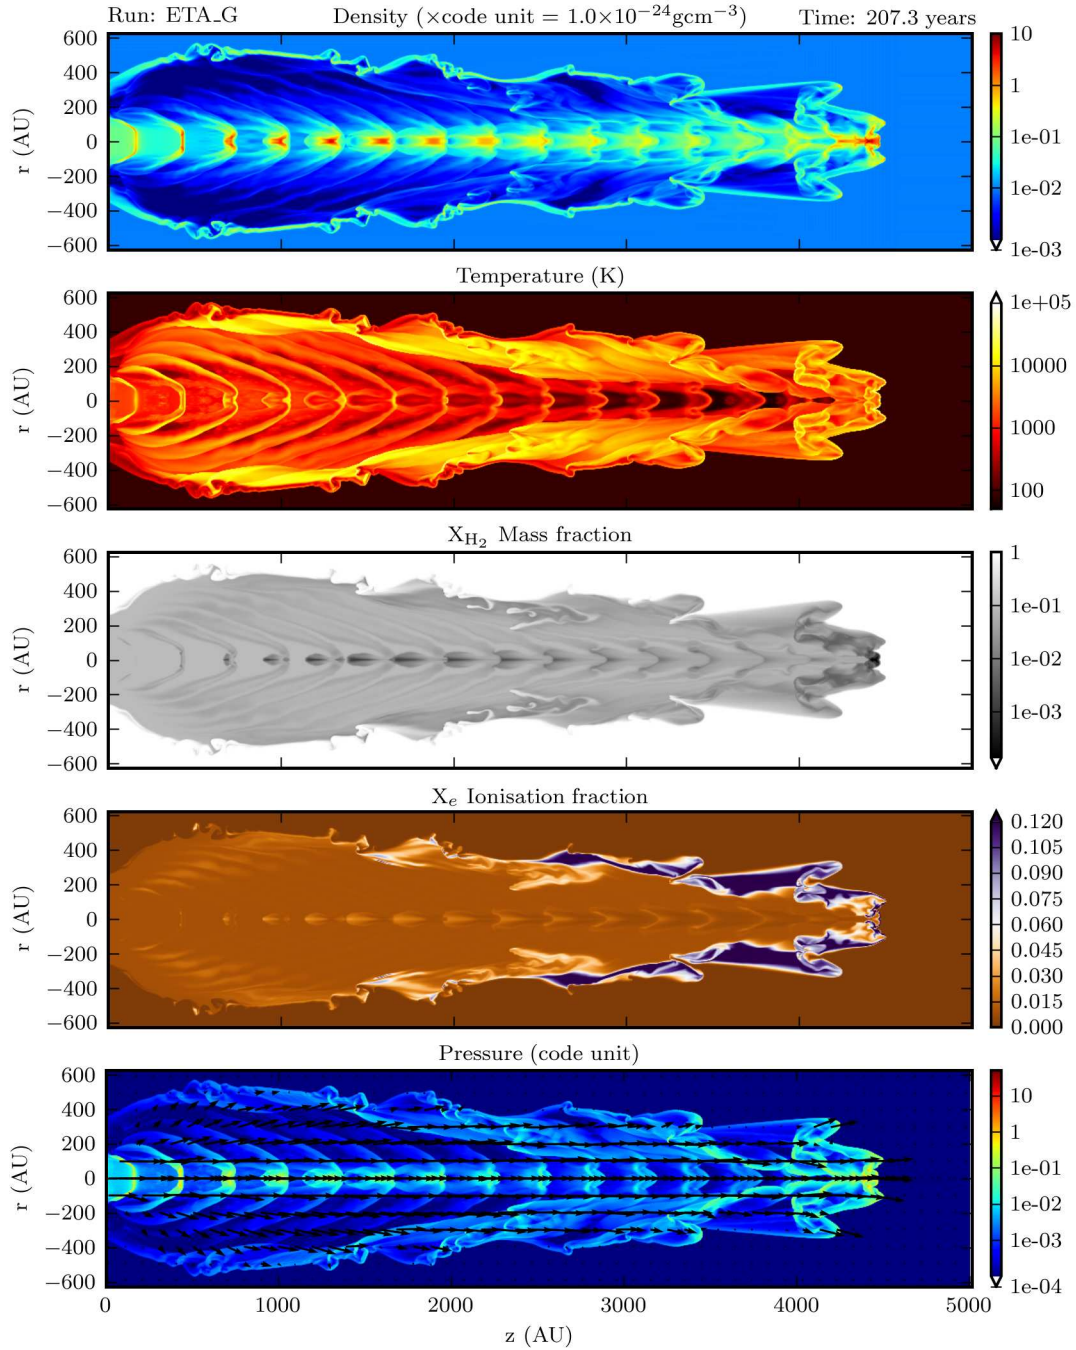 Run: ETA_G Density (×code unit = 1.0×10⁻²⁴gcm⁻³) Time: 207.3 years
600
400
200
0
−200
−400
−600
r (AU)
10
1
1e-01
1e-02
1e-03
Temperature (K)
600
400
200
0
−200
−400
−600
r (AU)
1e+05
10000
1000
100
X_H₂ Mass fraction
600
400
200
0
−200
−400
−600
r (AU)
1
1e-01
1e-02
1e-03
Xₑ Ionisation fraction
600
400
200
0
−200
−400
−600
r (AU)
0.120
0.105
0.090
0.075
0.060
0.045
0.030
0.015
0.000
Pressure (code unit)
600
400
200
0
−200
−400
−600
r (AU)
10
1
1e-01
1e-02
1e-03
1e-04
0 1000 2000 3000 4000 5000
z (AU)